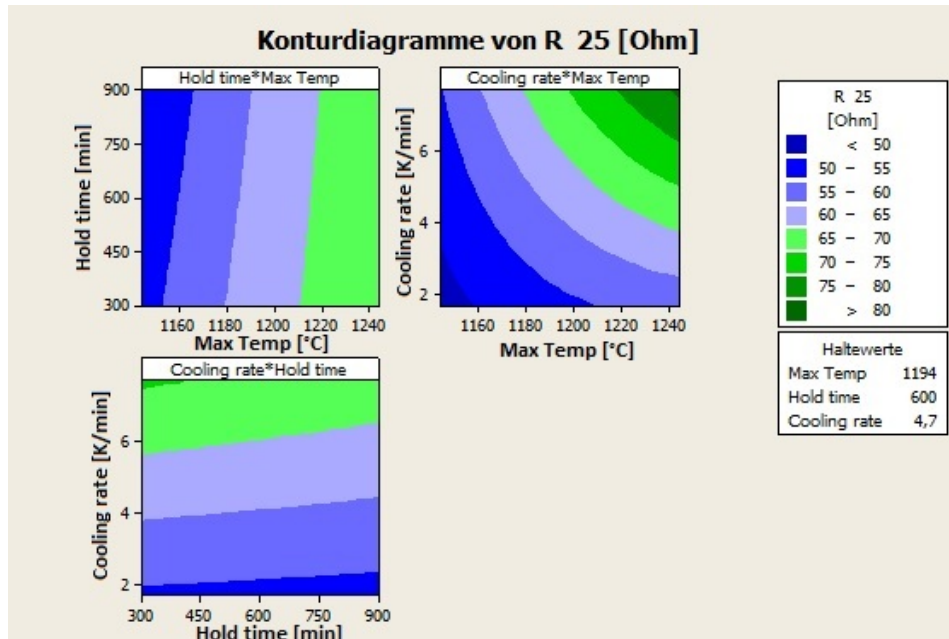 Konturdiagramme von R 25 [Ohm]
Hold time*Max Temp
900
750
600
450
300
Hold time [min]
1160 1180 1200 1220 1240
Max Temp [°C]
Cooling rate*Max Temp
6
4
2
Cooling rate [K/min]
1160 1180 1200 1220 1240
Max Temp [°C]
Cooling rate*Hold time
6
4
2
Cooling rate [K/min]
300 450 600 750 900
Hold time [min]
R 25
[Ohm]
< 50
50 – 55
55 – 60
60 – 65
65 – 70
70 – 75
75 – 80
> 80
Haltewerte
Max Temp 1194
Hold time 600
Cooling rate 4,7